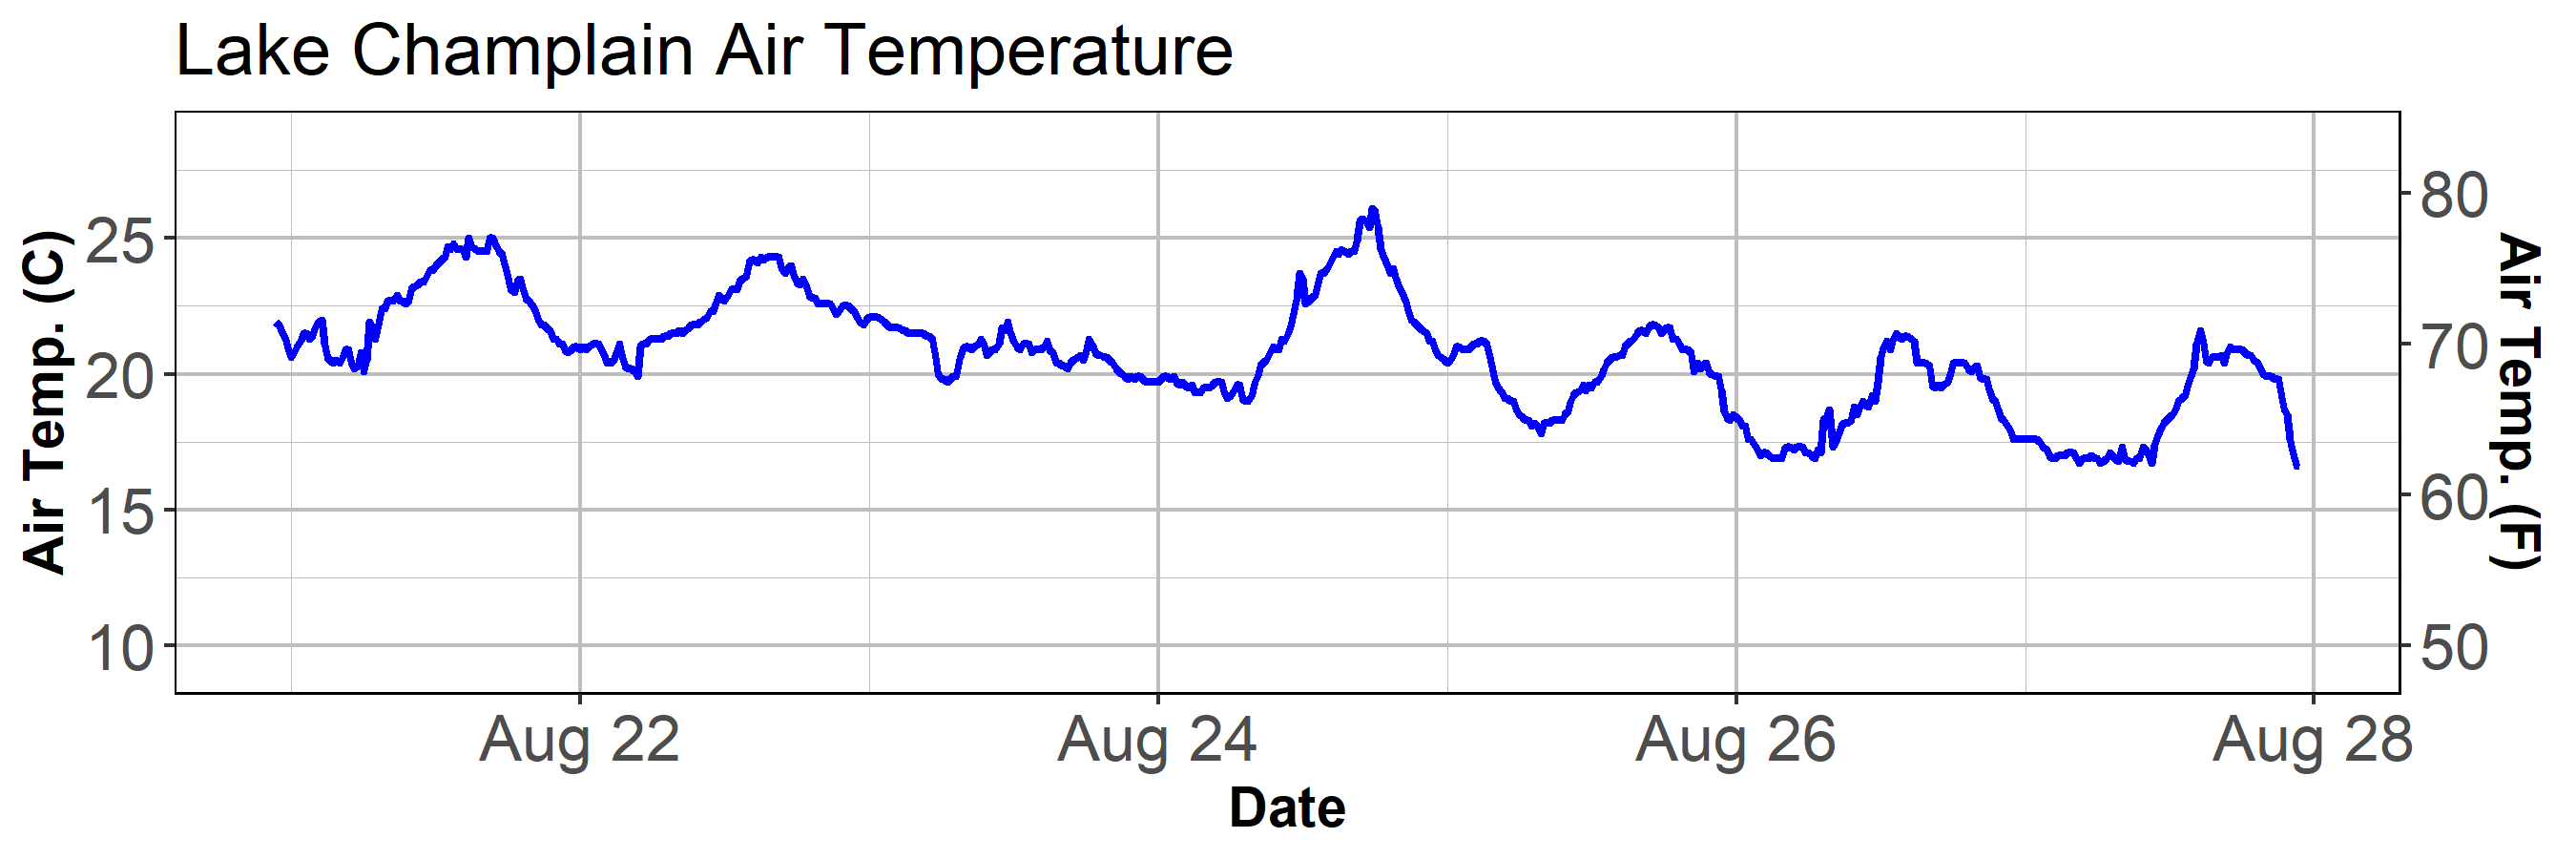 Lake Champlain Air Temperature
Air Temp. (C)
25
20
15
10
80
70
60
50
Air Temp. (F)
Aug 22
Aug 24
Aug 26
Aug 28
Date